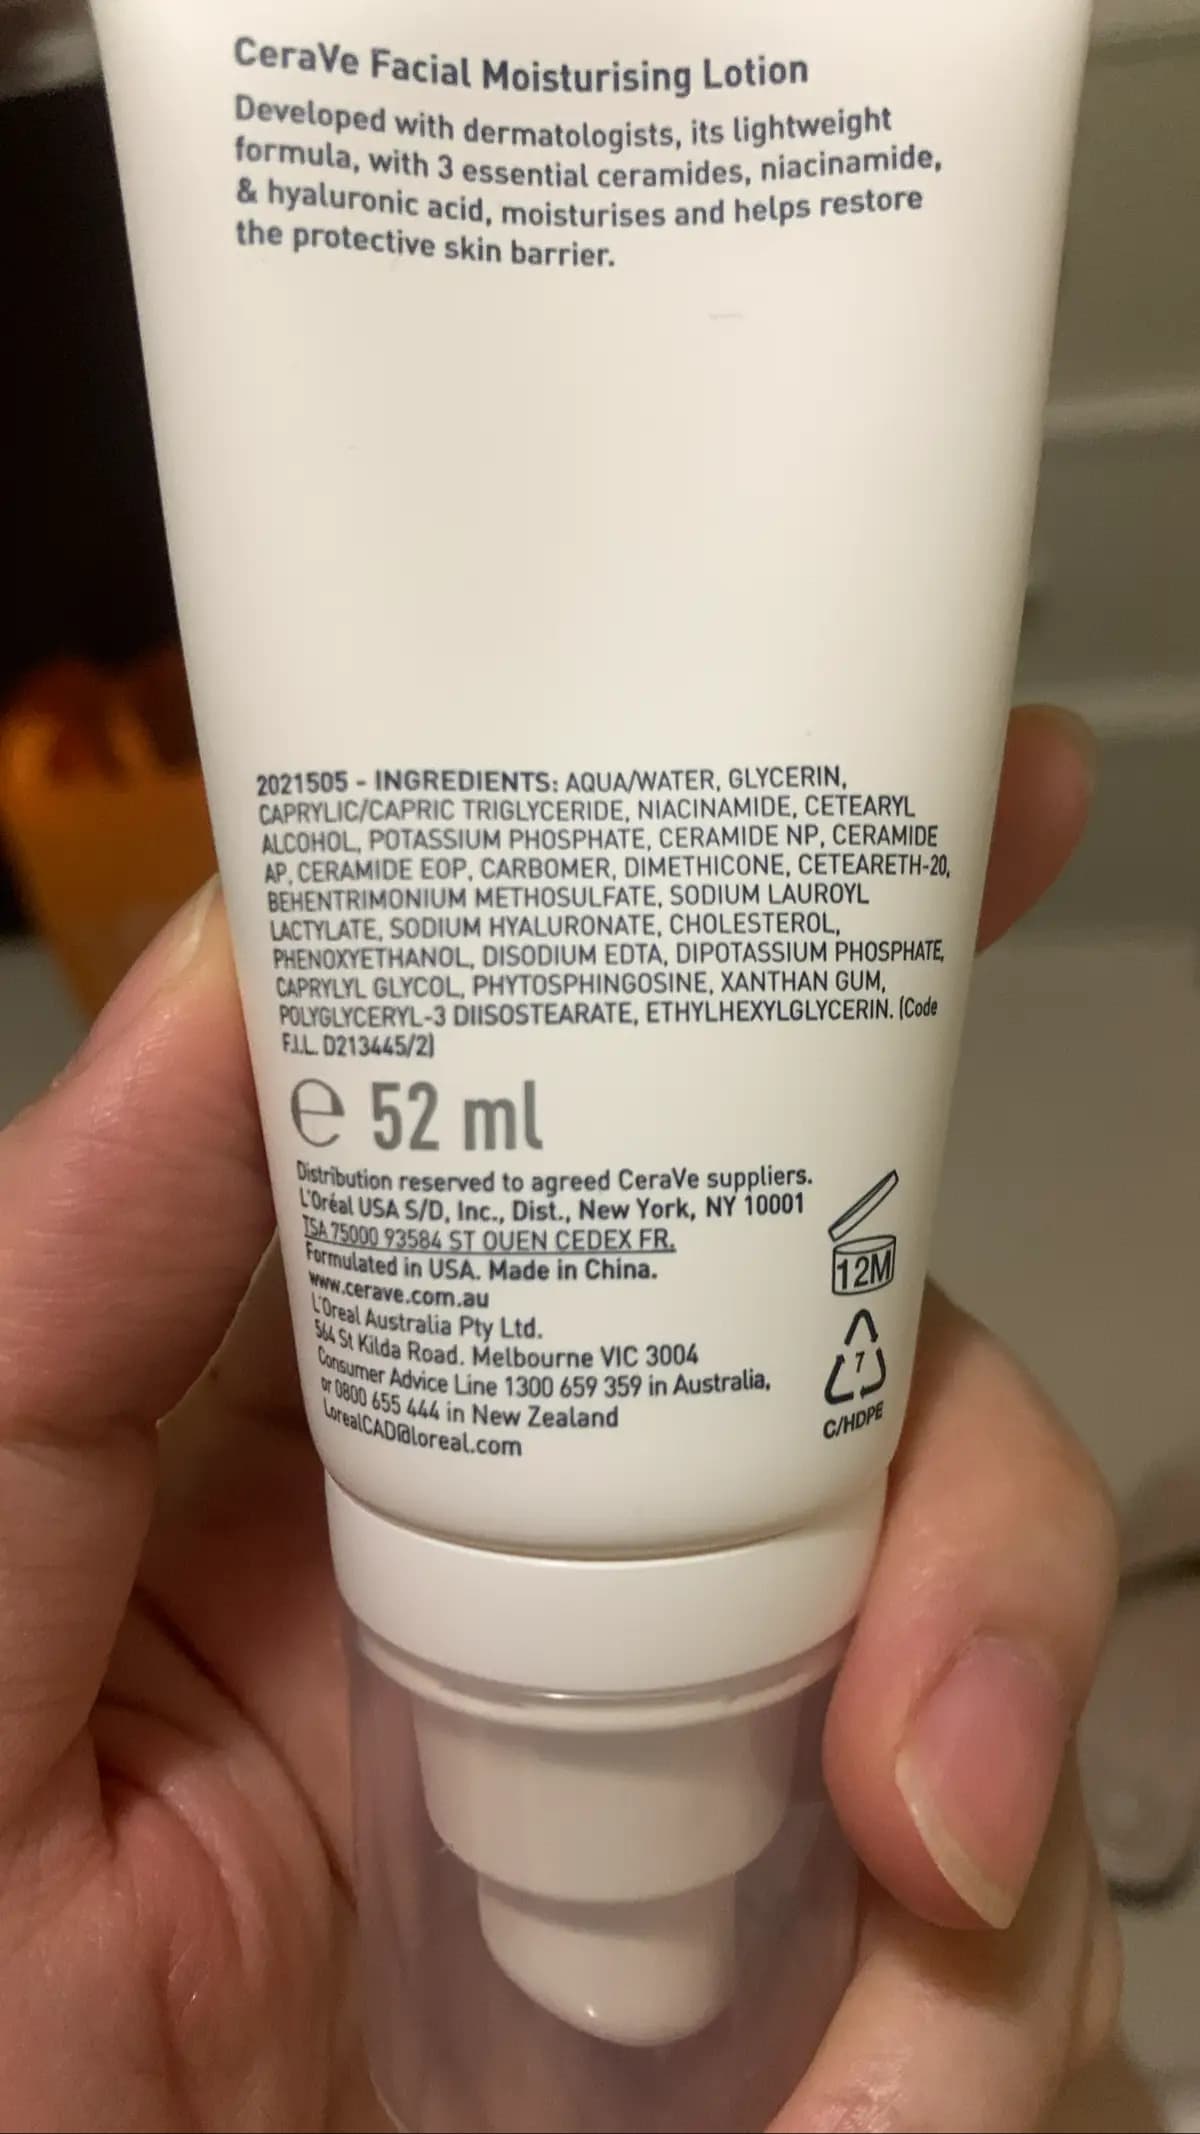 CeraVe Facial Moisturising Lotion
Developed with dermatologists, its lightweight
formula, with 3 essential ceramides, niacinamide,
& hyaluronic acid, moisturises and helps restore
the protective skin barrier.
2021505 - INGREDIENTS: AQUA/WATER, GLYCERIN,
CAPRYLIC/CAPRIC TRIGLYCERIDE, NIACINAMIDE, CETEARYL
ALCOHOL, POTASSIUM PHOSPHATE, CERAMIDE NP, CERAMIDE
AP, CERAMIDE EOP, CARBOMER, DIMETHICONE, CETEARETH-20,
BEHENTRIMONIUM METHOSULFATE, SODIUM LAUROYL
LACTYLATE, SODIUM HYALURONATE, CHOLESTEROL,
PHENOXYETHANOL, DISODIUM EDTA, DIPOTASSIUM PHOSPHATE,
CAPRYLYL GLYCOL, PHYTOSPHINGOSINE, XANTHAN GUM,
POLYGLYCERYL-3 DIISOSTEARATE, ETHYLHEXYLGLYCERIN. (Code
F.I.L. D213445/2)
e 52 ml
Distribution reserved to agreed CeraVe suppliers.
L'Oréal USA S/D, Inc., Dist., New York, NY 10001
TSA 75000 93584 ST OUEN CEDEX FR.
Formulated in USA. Made in China.
www.cerave.com.au
L'Oreal Australia Pty Ltd.
564 St Kilda Road. Melbourne VIC 3004
Consumer Advice Line 1300 659 359 in Australia,
or 0800 655 444 in New Zealand
LorealCAD@loreal.com
12M
7
C/HDPE